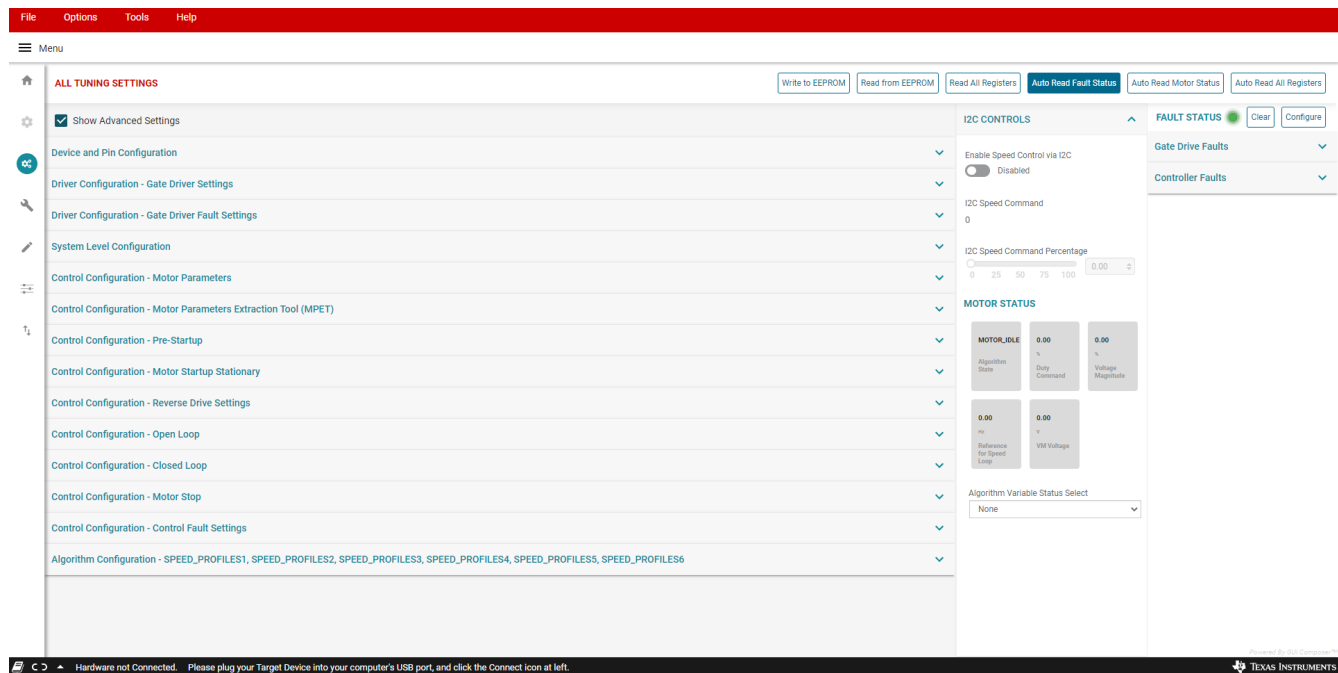 File Options Tools Help
Menu
ALL TUNING SETTINGS
Write to EEPROM Read from EEPROM Read All Registers Auto Read Fault Status Auto Read Motor Status Auto Read All Registers
Show Advanced Settings
Device and Pin Configuration
Driver Configuration - Gate Driver Settings
Driver Configuration - Gate Driver Fault Settings
System Level Configuration
Control Configuration - Motor Parameters
Control Configuration - Motor Parameters Extraction Tool (MPET)
Control Configuration - Pre-Startup
Control Configuration - Motor Startup Stationary
Control Configuration - Reverse Drive Settings
Control Configuration - Open Loop
Control Configuration - Closed Loop
Control Configuration - Motor Stop
Control Configuration - Control Fault Settings
Algorithm Configuration - SPEED_PROFILES1, SPEED_PROFILES2, SPEED_PROFILES3, SPEED_PROFILES4, SPEED_PROFILES5, SPEED_PROFILES6
I2C CONTROLS
Enable Speed Control via I2C
Disabled
I2C Speed Command
0
I2C Speed Command Percentage
0.00
0 25 50 75 100
MOTOR STATUS
MOTOR_IDLE
Algorithm
State
0.00
%
Duty
Command
0.00
%
Voltage
Magnitude
0.00
Hz
Reference
for Speed
Loop
0.00
V
VM Voltage
Algorithm Variable Status Select
None
FAULT STATUS Clear Configure
Gate Drive Faults
Controller Faults
Powered By GUI Composer™
Hardware not Connected. Please plug your Target Device into your computer's USB port, and click the Connect icon at left.
TEXAS INSTRUMENTS